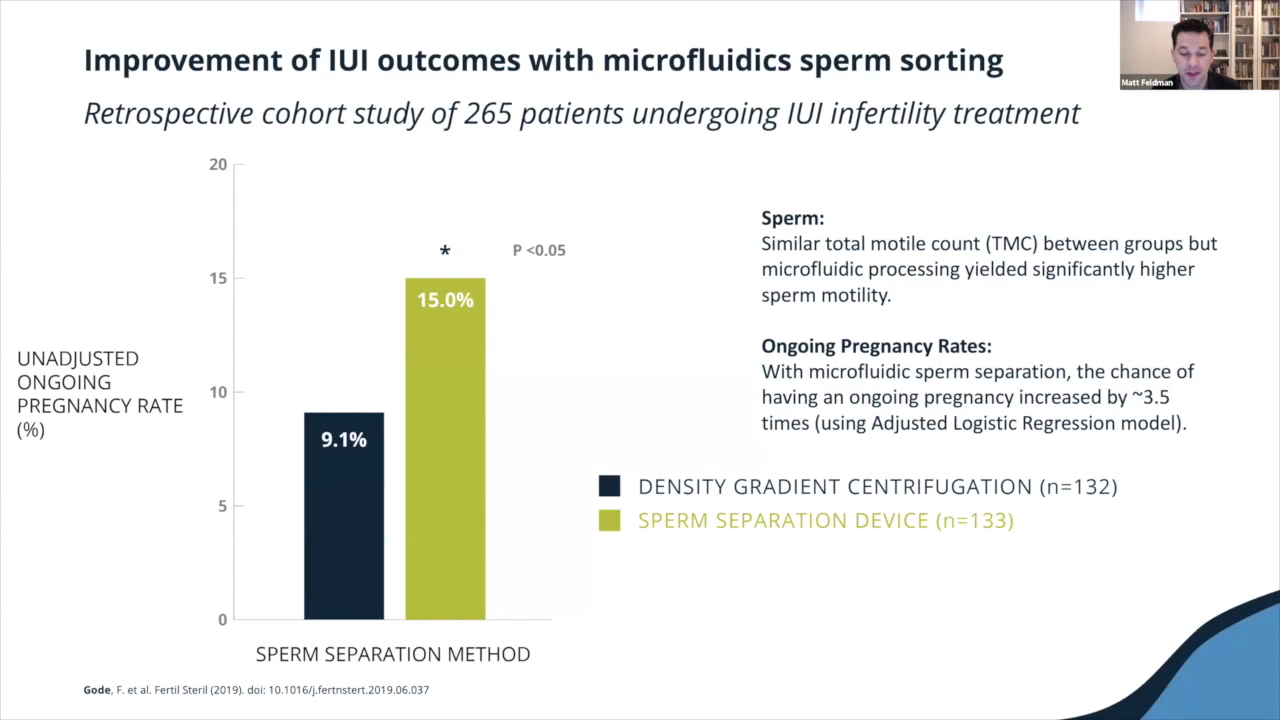 Improvement of IUI outcomes with microfluidics sperm sorting
Retrospective cohort study of 265 patients undergoing IUI infertility treatment
Matt Feldman
20
15
10
5
0
UNADJUSTED
ONGOING
PREGNANCY RATE
(%)
* P <0.05
15.0%
9.1%
SPERM SEPARATION METHOD
Sperm:
Similar total motile count (TMC) between groups but
microfluidic processing yielded significantly higher
sperm motility.
Ongoing Pregnancy Rates:
With microfluidic sperm separation, the chance of
having an ongoing pregnancy increased by ~3.5
times (using Adjusted Logistic Regression model).
DENSITY GRADIENT CENTRIFUGATION (n=132)
SPERM SEPARATION DEVICE (n=133)
Gode, F. et al. Fertil Steril (2019). doi: 10.1016/j.fertnstert.2019.06.037